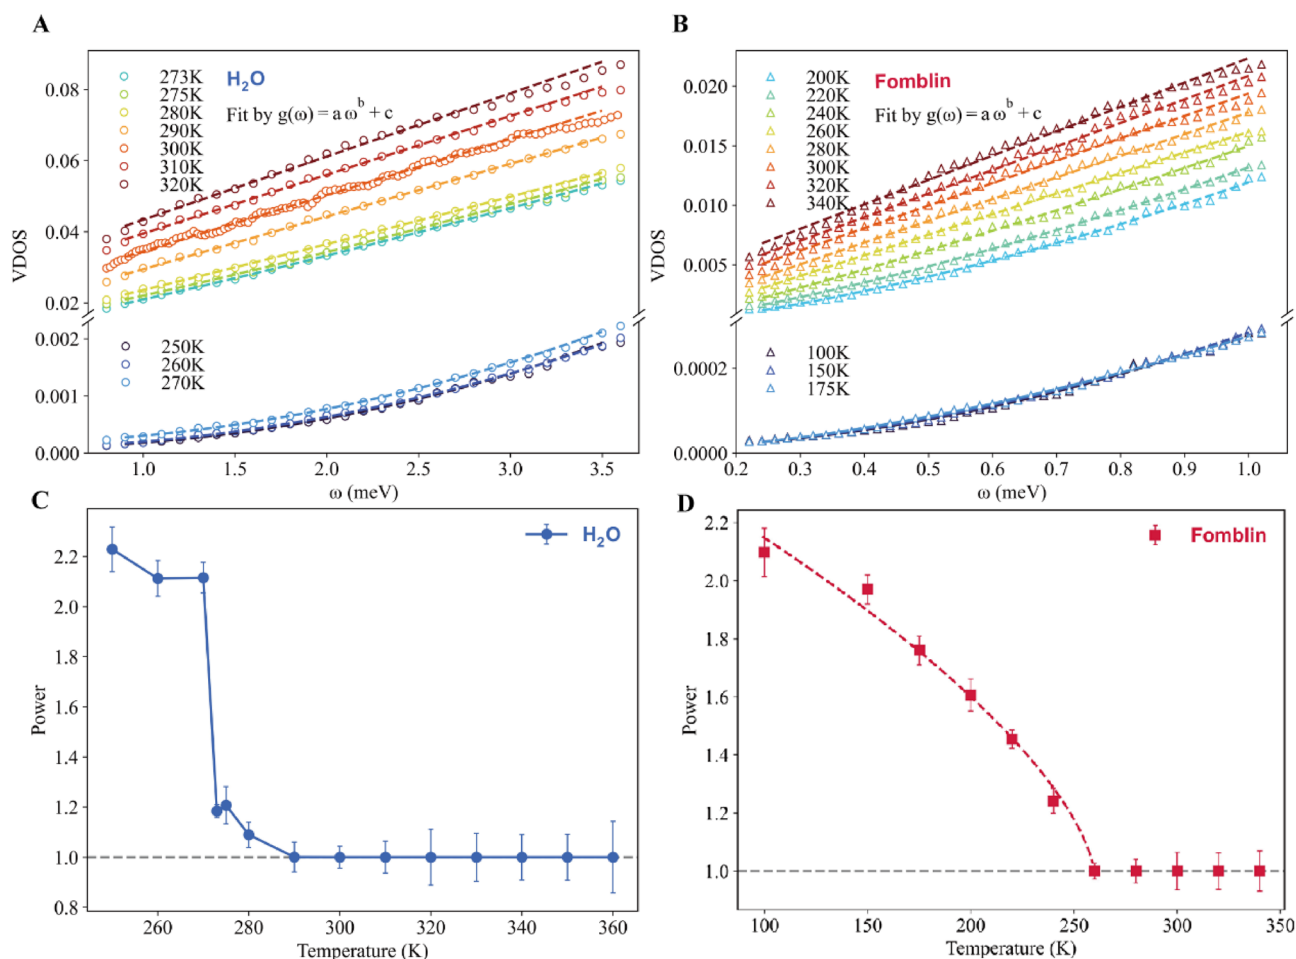 A
0.08
0.06
VDOS
0.04
0.02
0.002
0.001
0.000
273K
275K
280K
290K
300K
310K
320K
H₂O
Fit by g(ω) = a ω^b + c
250K
260K
270K
1.0
1.5
2.0
2.5
3.0
3.5
ω (meV)
B
0.020
0.015
0.010
VDOS
0.005
0.0002
0.0000
200K
220K
240K
260K
280K
300K
320K
340K
Fomblin
Fit by g(ω) = a ω^b + c
100K
150K
175K
0.2
0.3
0.4
0.5
0.6
0.7
0.8
0.9
1.0
ω (meV)
C
2.2
2.0
1.8
1.6
Power
1.4
1.2
1.0
0.8
H₂O
260
280
300
320
340
360
Temperature (K)
D
2.2
2.0
1.8
1.6
Power
1.4
1.2
1.0
Fomblin
100
150
200
250
300
350
Temperature (K)